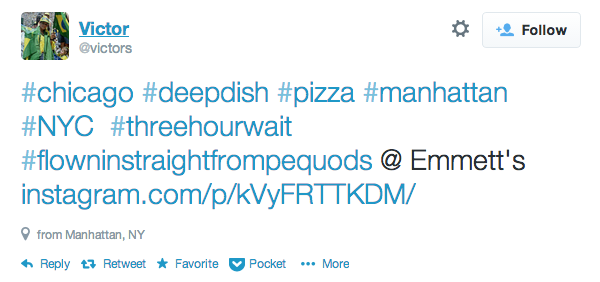 Victor
@victors
Follow
#chicago #deepdish #pizza #manhattan
#NYC #threehourwait
#flowninstraightfrompequods @ Emmett's
instagram.com/p/kVyFRTTKDM/
from Manhattan, NY
Reply Retweet Favorite Pocket More